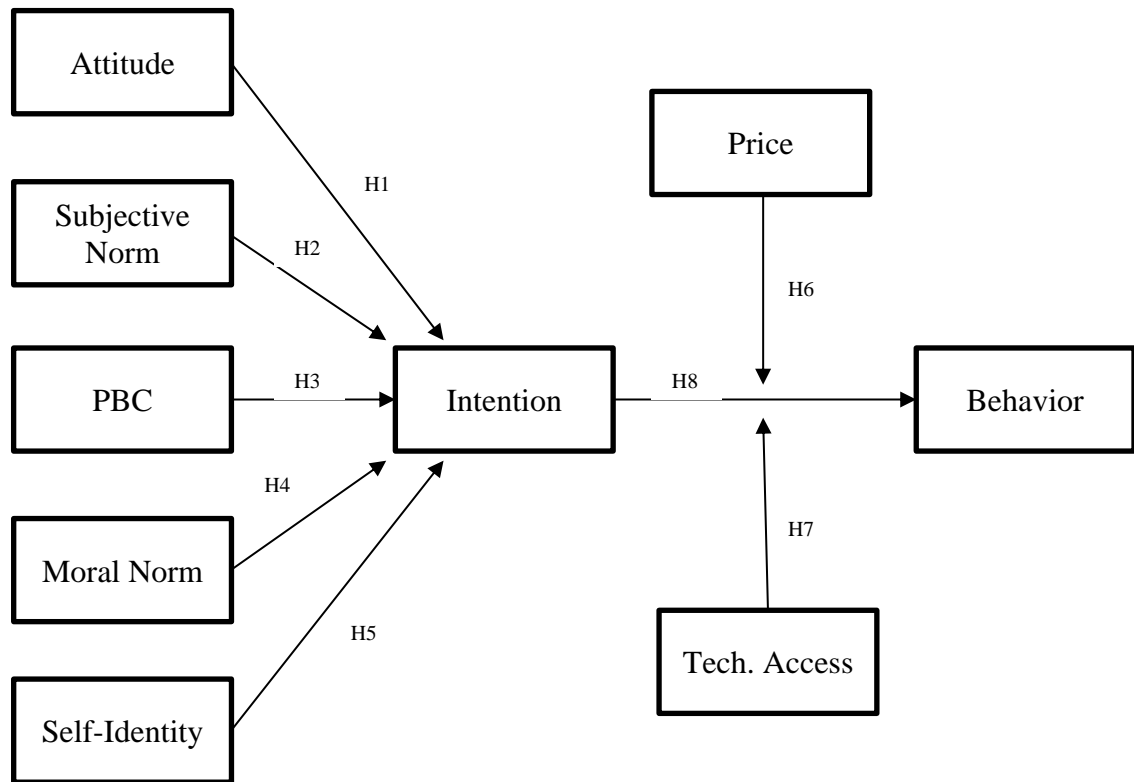 Attitude
Price
H1
Subjective
Norm
H2
H6
PBC
H3
Intention
H8
Behavior
H4
Moral Norm
H7
H5
Tech. Access
Self-Identity